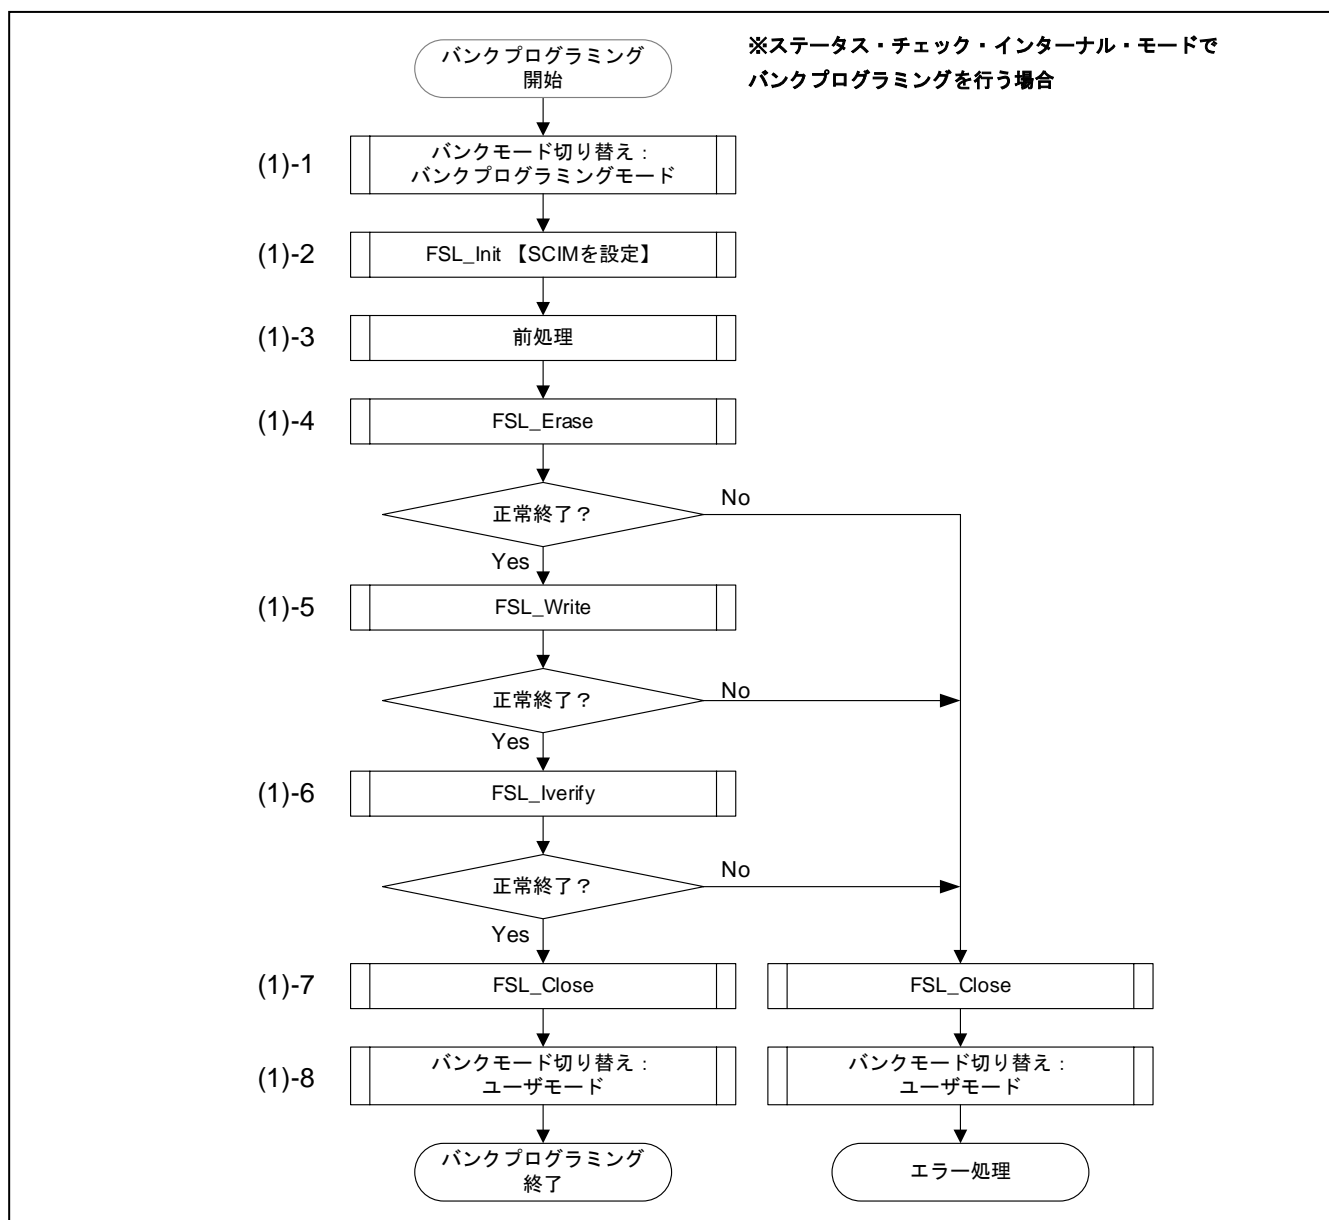 バンクプログラミング
開始
※ステータス・チェック・インターナル・モードで
バンクプログラミングを行う場合
(1)-1
バンクモード切り替え：
バンクプログラミングモード
(1)-2
FSL_Init 【SCIMを設定】
(1)-3
前処理
(1)-4
FSL_Erase
正常終了？
No
Yes
(1)-5
FSL_Write
正常終了？
No
Yes
(1)-6
FSL_Iverify
正常終了？
No
Yes
(1)-7
FSL_Close
FSL_Close
(1)-8
バンクモード切り替え：
ユーザモード
バンクモード切り替え：
ユーザモード
バンクプログラミング
終了
エラー処理